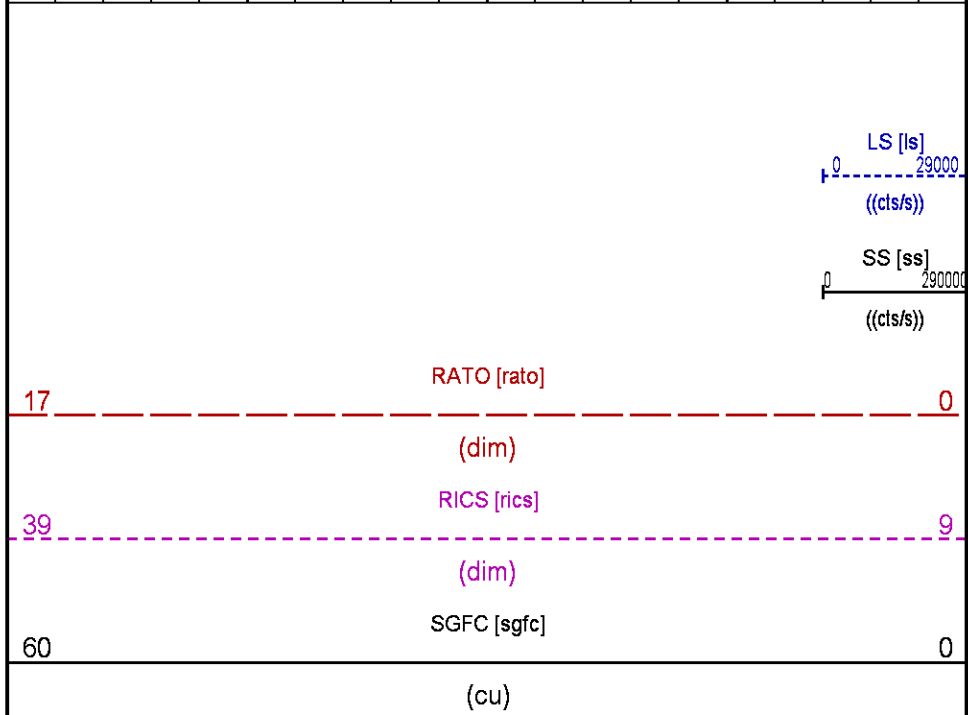 LS [ls]
0 29000
((cts/s))
SS [ss]
0 290000
((cts/s))
RATO [rato]
17 0
(dim)
RICS [rics]
39 9
(dim)
SGFC [sgfc]
60 0
(cu)